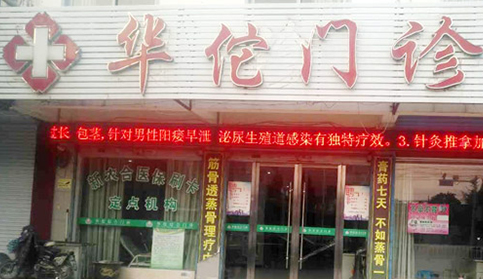 华佗门诊
过长 包茎,针对男性阳痿早泄 泌尿生殖道感染有独特疗效。3.针灸推拿加
新农合医保刷卡
定点机构
筋骨透蒸骨理疗
膏药七天 不如蒸骨一